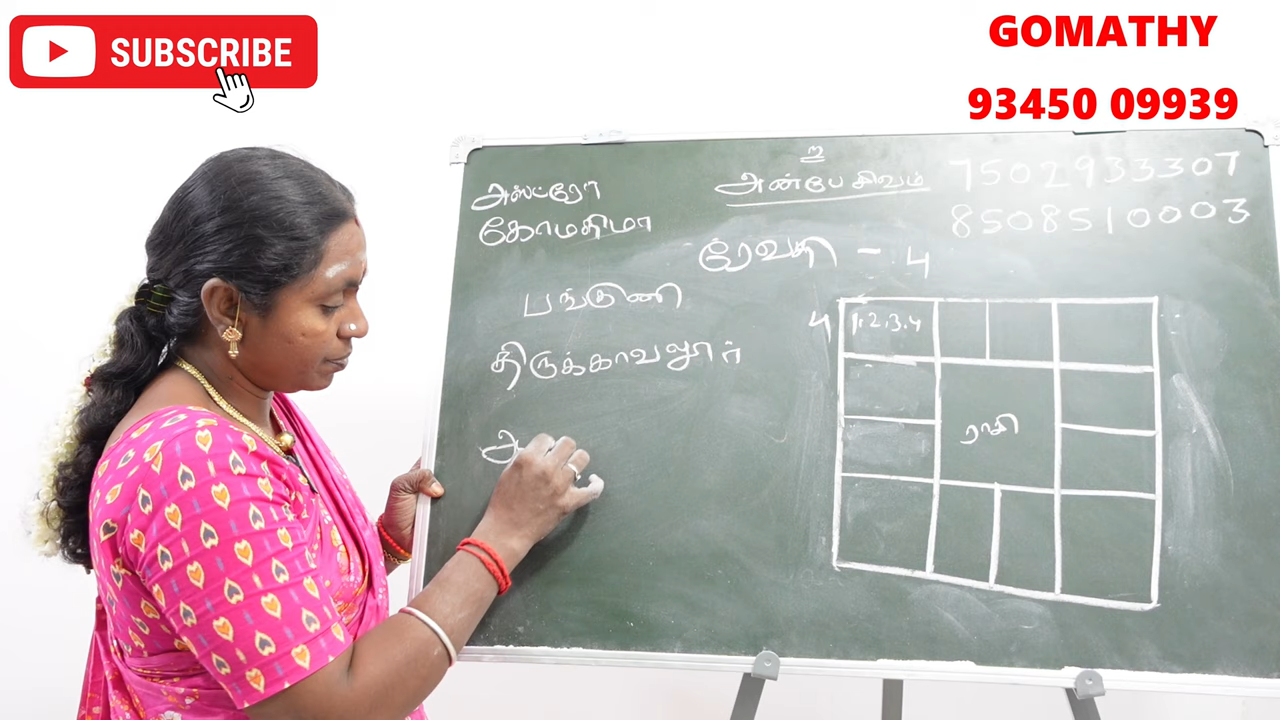 SUBSCRIBE
GOMATHY
93450 09939
உ
அஸ்ட்ரோ
கோமதிமா
அன்பே சிவம்
7502933307
8508510003
ரேவதி - 4
பங்குனி
திருக்காவலூர்
அ
4
1.2.3.4
ராசி